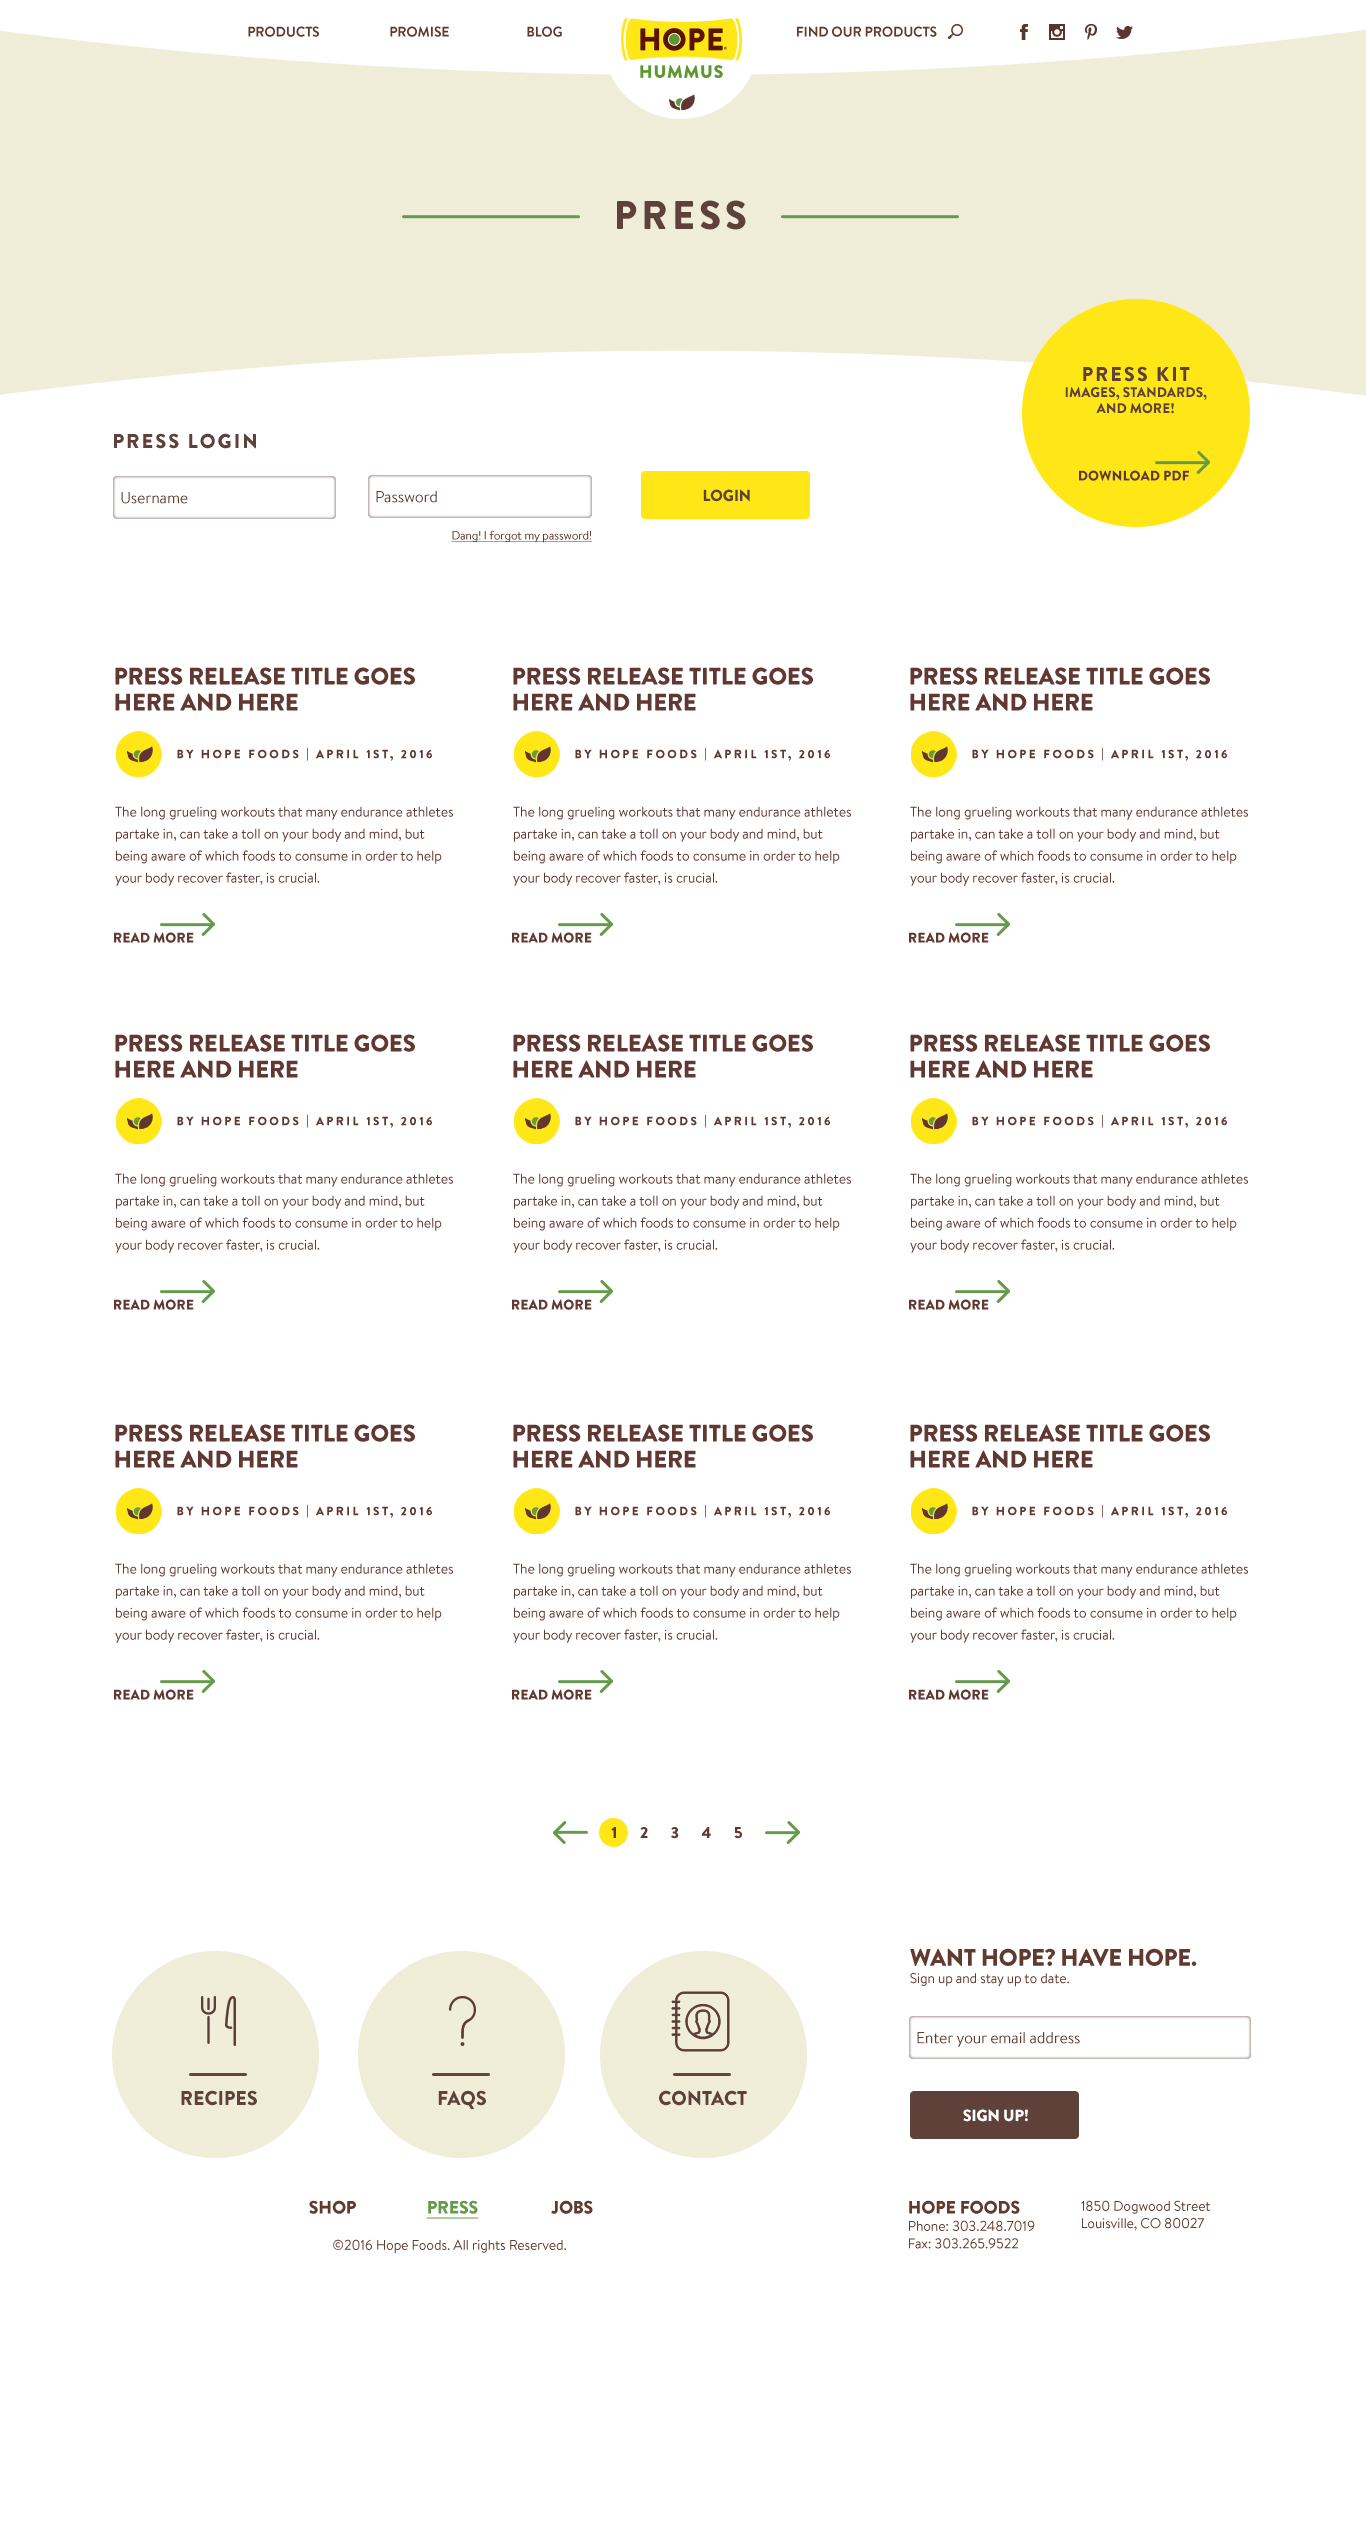 PRODUCTS PROMISE BLOG HOPE FIND OUR PRODUCTS
HUMMUS
PRESS
PRESS KIT
IMAGES, STANDARDS,
AND MORE!
DOWNLOAD PDF
PRESS LOGIN
Username Password LOGIN
Dang! I forgot my password!
PRESS RELEASE TITLE GOES
HERE AND HERE
BY HOPE FOODS | APRIL 1ST, 2016
The long grueling workouts that many endurance athletes
partake in, can take a toll on your body and mind, but
being aware of which foods to consume in order to help
your body recover faster, is crucial.
READ MORE
PRESS RELEASE TITLE GOES
HERE AND HERE
BY HOPE FOODS | APRIL 1ST, 2016
The long grueling workouts that many endurance athletes
partake in, can take a toll on your body and mind, but
being aware of which foods to consume in order to help
your body recover faster, is crucial.
READ MORE
PRESS RELEASE TITLE GOES
HERE AND HERE
BY HOPE FOODS | APRIL 1ST, 2016
The long grueling workouts that many endurance athletes
partake in, can take a toll on your body and mind, but
being aware of which foods to consume in order to help
your body recover faster, is crucial.
READ MORE
PRESS RELEASE TITLE GOES
HERE AND HERE
BY HOPE FOODS | APRIL 1ST, 2016
The long grueling workouts that many endurance athletes
partake in, can take a toll on your body and mind, but
being aware of which foods to consume in order to help
your body recover faster, is crucial.
READ MORE
PRESS RELEASE TITLE GOES
HERE AND HERE
BY HOPE FOODS | APRIL 1ST, 2016
The long grueling workouts that many endurance athletes
partake in, can take a toll on your body and mind, but
being aware of which foods to consume in order to help
your body recover faster, is crucial.
READ MORE
PRESS RELEASE TITLE GOES
HERE AND HERE
BY HOPE FOODS | APRIL 1ST, 2016
The long grueling workouts that many endurance athletes
partake in, can take a toll on your body and mind, but
being aware of which foods to consume in order to help
your body recover faster, is crucial.
READ MORE
PRESS RELEASE TITLE GOES
HERE AND HERE
BY HOPE FOODS | APRIL 1ST, 2016
The long grueling workouts that many endurance athletes
partake in, can take a toll on your body and mind, but
being aware of which foods to consume in order to help
your body recover faster, is crucial.
READ MORE
PRESS RELEASE TITLE GOES
HERE AND HERE
BY HOPE FOODS | APRIL 1ST, 2016
The long grueling workouts that many endurance athletes
partake in, can take a toll on your body and mind, but
being aware of which foods to consume in order to help
your body recover faster, is crucial.
READ MORE
PRESS RELEASE TITLE GOES
HERE AND HERE
BY HOPE FOODS | APRIL 1ST, 2016
The long grueling workouts that many endurance athletes
partake in, can take a toll on your body and mind, but
being aware of which foods to consume in order to help
your body recover faster, is crucial.
READ MORE
1 2 3 4 5
RECIPES FAQS CONTACT
WANT HOPE? HAVE HOPE.
Sign up and stay up to date.
Enter your email address
SIGN UP!
SHOP PRESS JOBS
©2016 Hope Foods. All rights Reserved.
HOPE FOODS
Phone: 303.248.7019
Fax: 303.265.9522
1850 Dogwood Street
Louisville, CO 80027